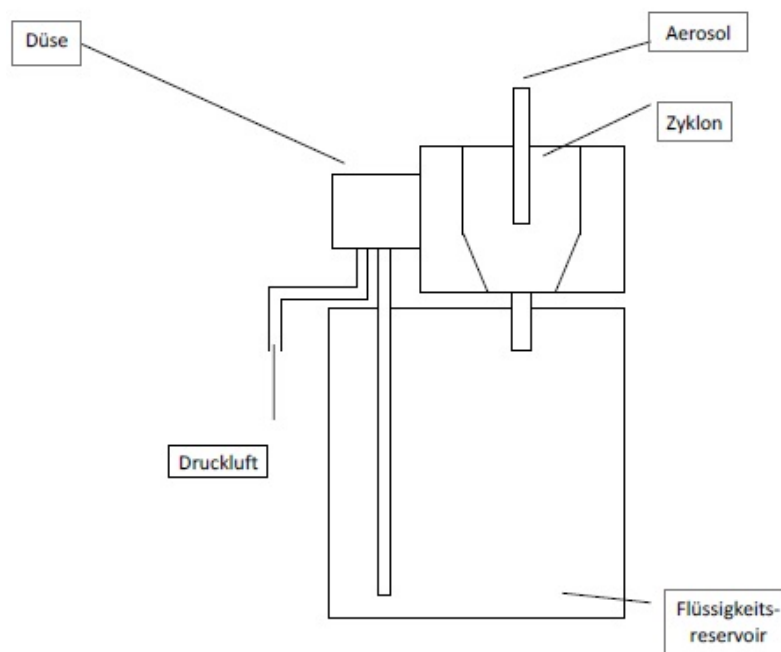 Düse
Aerosol
Zyklon
Druckluft
Flüssigkeits-
reservoir